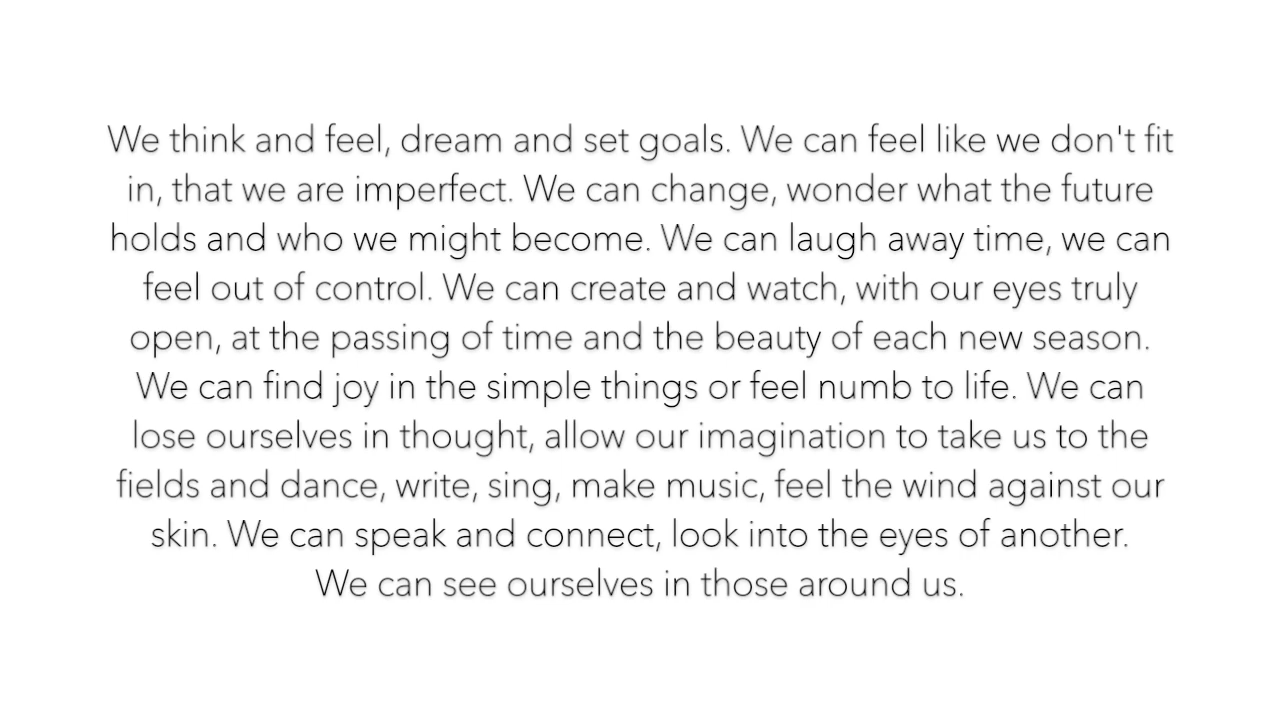 We think and feel, dream and set goals. We can feel like we don't fit
in, that we are imperfect. We can change, wonder what the future
holds and who we might become. We can laugh away time, we can
feel out of control. We can create and watch, with our eyes truly
open, at the passing of time and the beauty of each new season.
We can find joy in the simple things or feel numb to life. We can
lose ourselves in thought, allow our imagination to take us to the
fields and dance, write, sing, make music, feel the wind against our
skin. We can speak and connect, look into the eyes of another.
We can see ourselves in those around us.